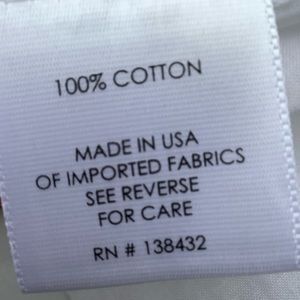 100% COTTON
MADE IN USA
OF IMPORTED FABRICS
SEE REVERSE
FOR CARE
RN # 138432